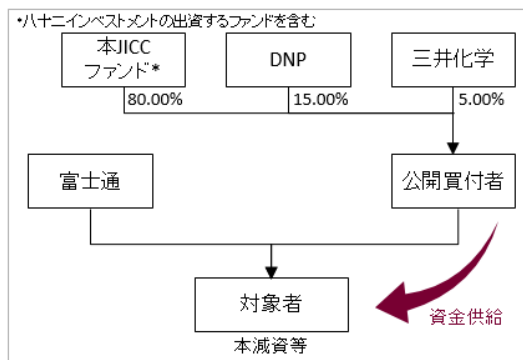 *八十二インベストメントの出資するファンドを含む
本JICC
ファンド*
DNP
三井化学
80.00%
15.00%
5.00%
富士通
公開買付者
対象者
資金供給
本減資等